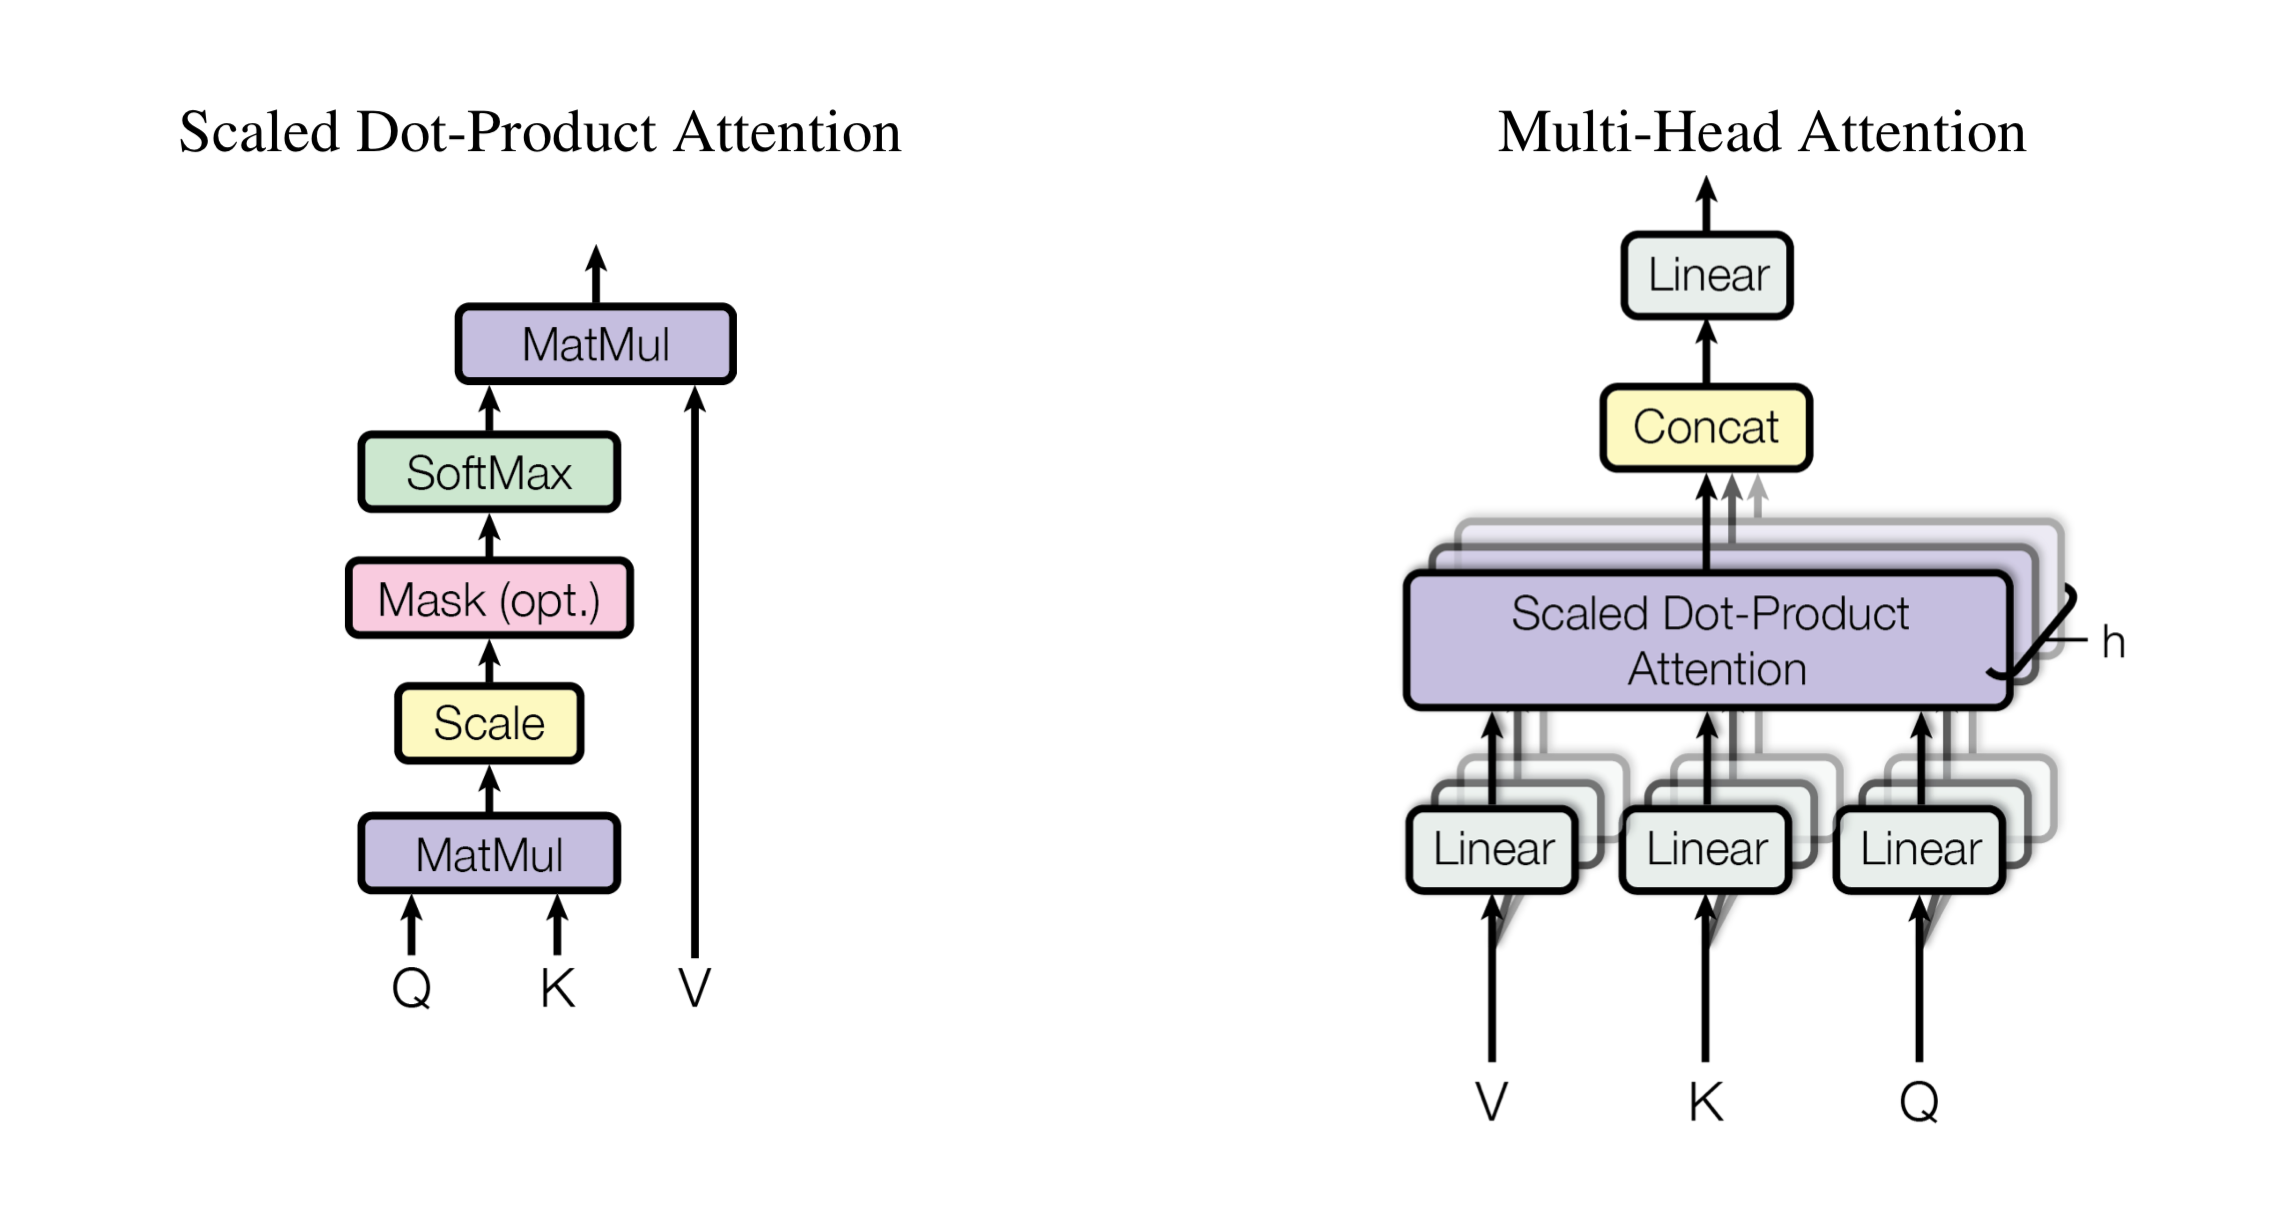 Scaled Dot-Product Attention
MatMul
SoftMax
Mask (opt.)
Scale
MatMul
Q K V
Multi-Head Attention
Linear
Concat
Scaled Dot-Product
Attention
h
Linear Linear Linear
V K Q